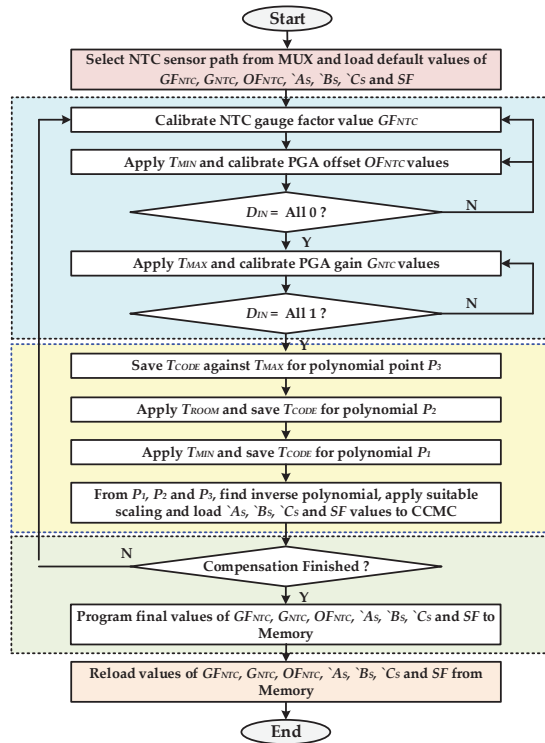 Start
Select NTC sensor path from MUX and load default values of
GFNTC, GNTC, OFNTC, `AS, `BS, `CS and SF
Calibrate NTC gauge factor value GFNTC
Apply TMIN and calibrate PGA offset OFNTC values
DIN = All 0 ?
N
Y
Apply TMAX and calibrate PGA gain GNTC values
DIN = All 1 ?
N
Y
Save TCODE against TMAX for polynomial point P3
Apply TROOM and save TCODE for polynomial P2
Apply TMIN and save TCODE for polynomial P1
From P1, P2 and P3, find inverse polynomial, apply suitable
scaling and load `AS, `BS, `CS and SF values to CCMC
N
Compensation Finished ?
Y
Program final values of GFNTC, GNTC, OFNTC, `AS, `BS, `CS and SF to
Memory
Reload values of GFNTC, GNTC, OFNTC, `AS, `BS, `CS and SF from
Memory
End